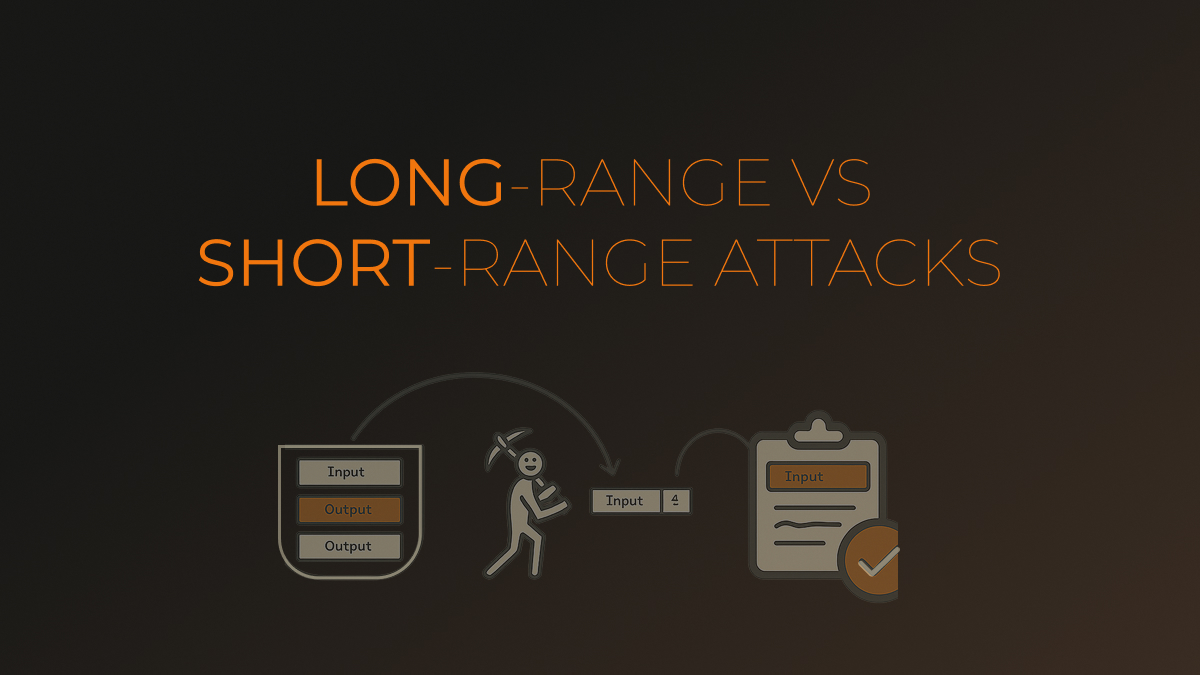 LONG-RANGE VS
SHORT-RANGE ATTACKS
Input
Output
Output
Input
Input